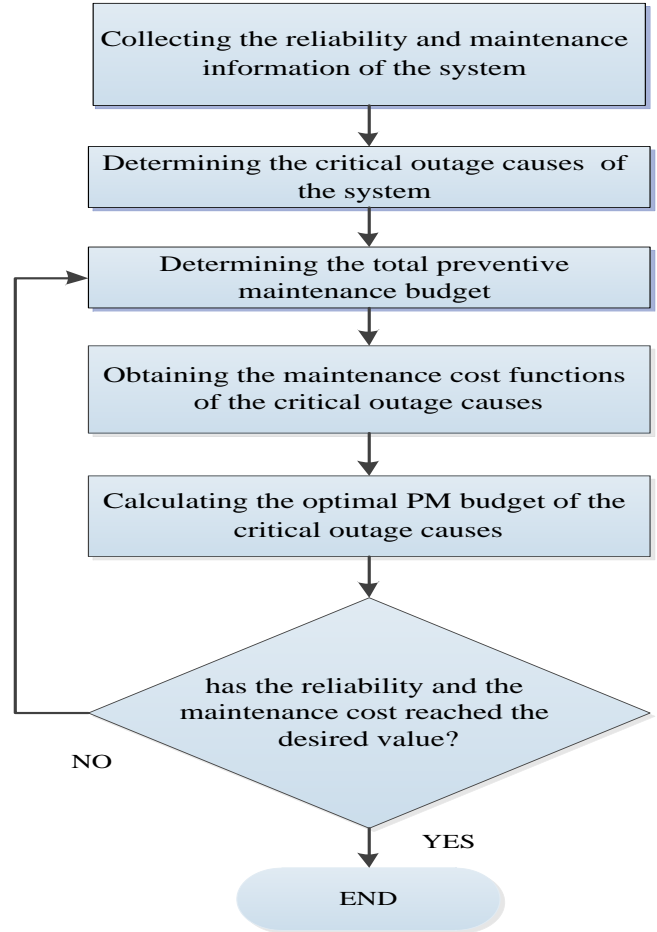 Collecting the reliability and maintenance
information of the system
Determining the critical outage causes of
the system
Determining the total preventive
maintenance budget
Obtaining the maintenance cost functions
of the critical outage causes
Calculating the optimal PM budget of the
critical outage causes
has the reliability and the
maintenance cost reached the
desired value?
NO
YES
END